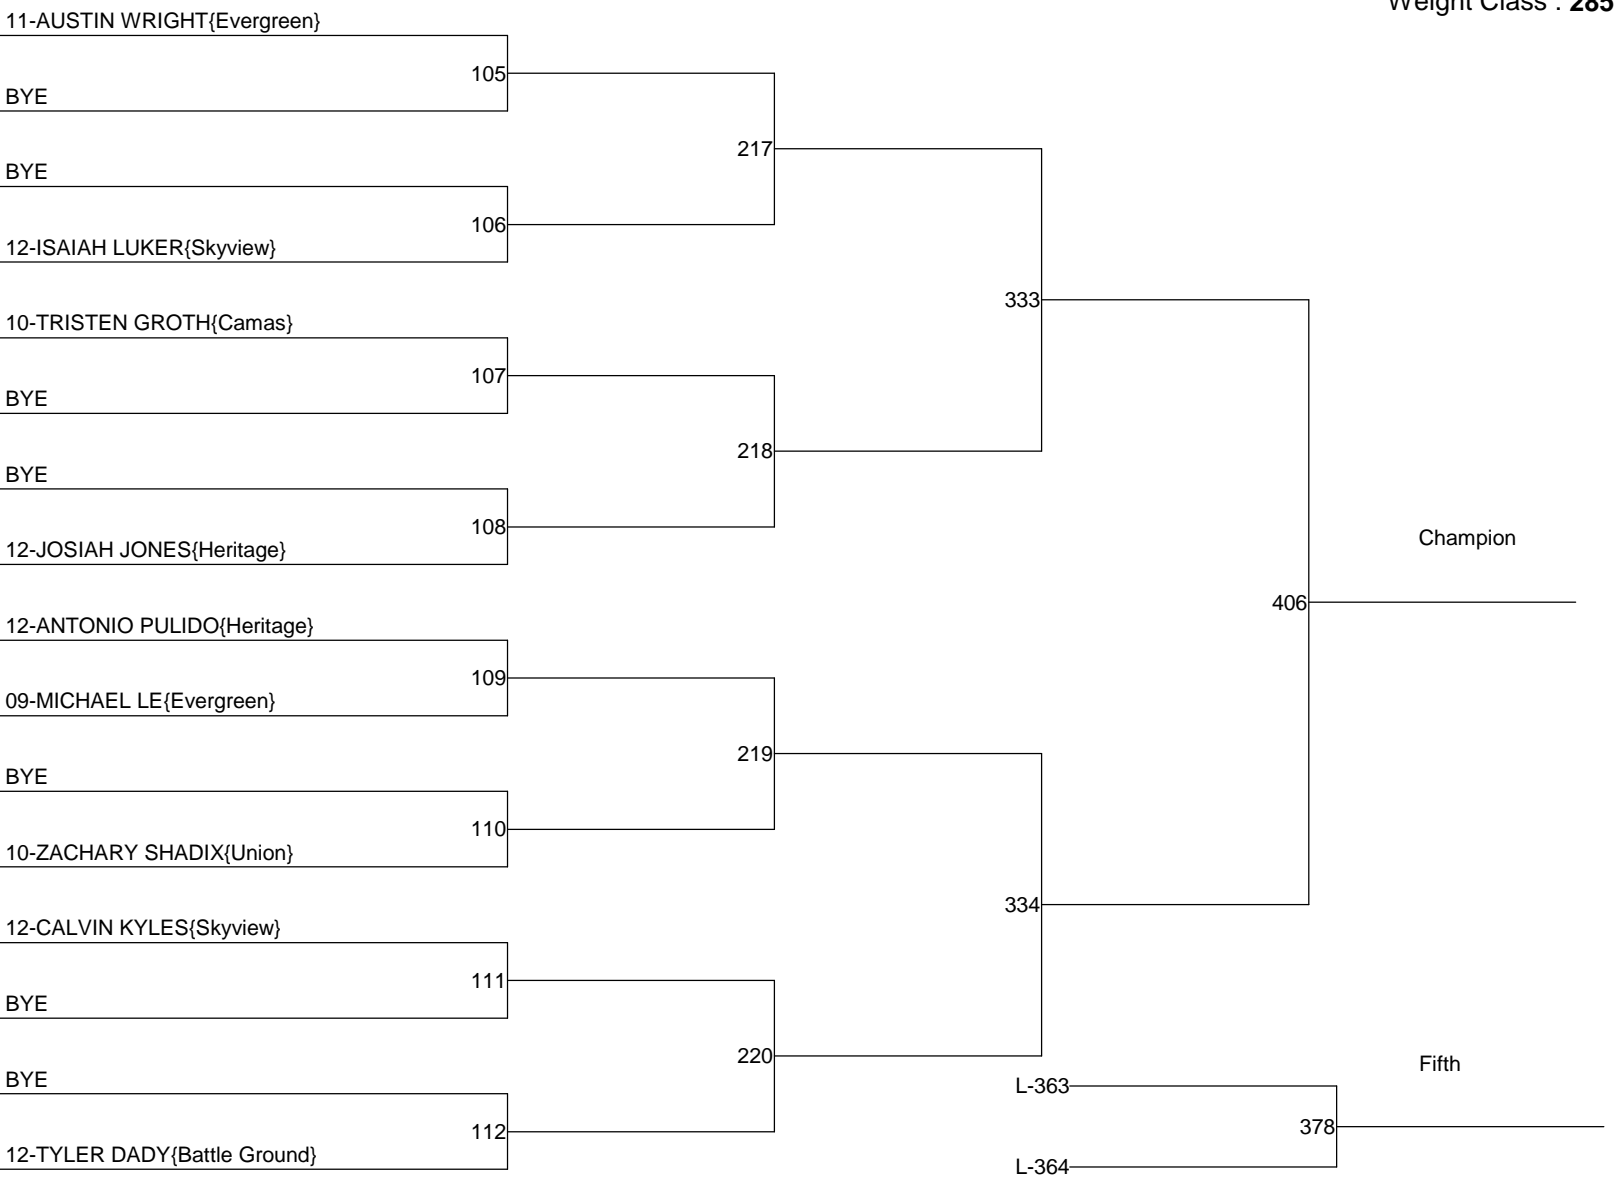 Weight Class : 285
11-AUSTIN WRIGHT{Evergreen}
105
BYE
217
BYE
106
12-ISAIAH LUKER{Skyview}
333
10-TRISTEN GROTH{Camas}
107
BYE
218
BYE
108
12-JOSIAH JONES{Heritage}
Champion
406
12-ANTONIO PULIDO{Heritage}
109
09-MICHAEL LE{Evergreen}
219
BYE
110
10-ZACHARY SHADIX{Union}
334
12-CALVIN KYLES{Skyview}
111
BYE
220
BYE
112
12-TYLER DADY{Battle Ground}
Fifth
L-363
378
L-364